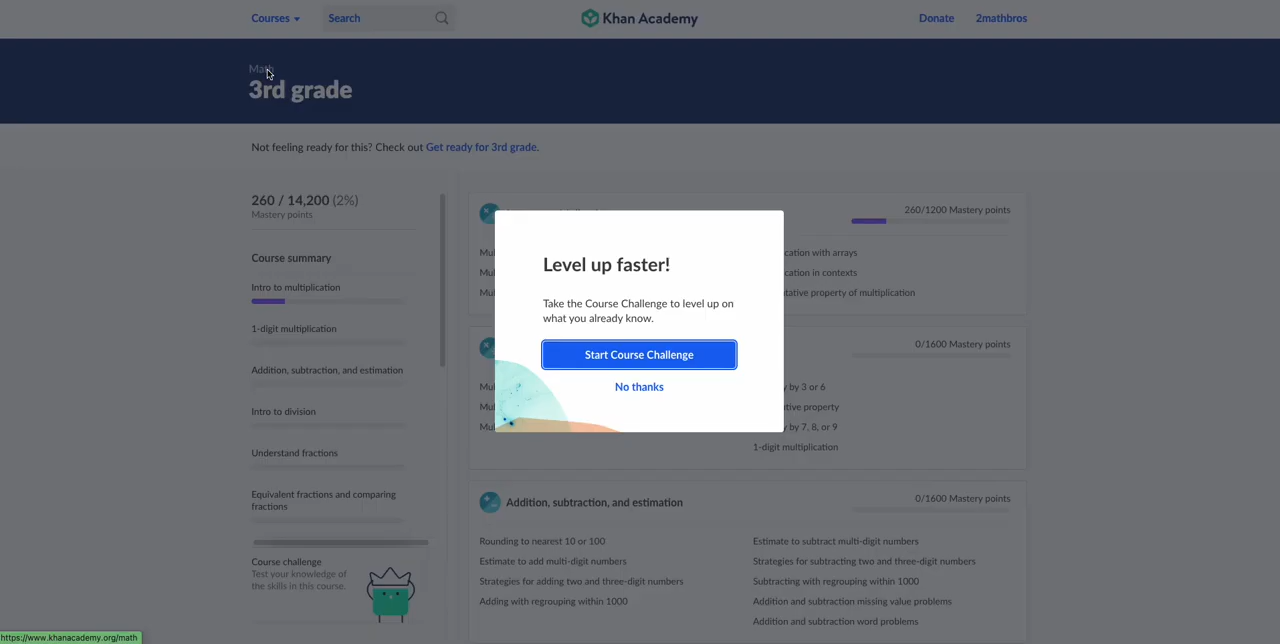 Courses
Search
Khan Academy
Donate
2mathbros
Math
3rd grade
Not feeling ready for this? Check out Get ready for 3rd grade.
260 / 14,200 (2%)
Mastery points
Course summary
Intro to multiplication
1-digit multiplication
Addition, subtraction, and estimation
Intro to division
Understand fractions
Equivalent fractions and comparing
fractions
Course challenge
Test your knowledge of
the skills in this course.
260/1200 Mastery points
cation with arrays
cation in contexts
tative property of multiplication
0/1600 Mastery points
y by 3 or 6
tive property
y by 7, 8, or 9
1-digit multiplication
Level up faster!
Take the Course Challenge to level up on
what you already know.
Start Course Challenge
No thanks
Addition, subtraction, and estimation
0/1600 Mastery points
Rounding to nearest 10 or 100
Estimate to add multi-digit numbers
Strategies for adding two and three-digit numbers
Adding with regrouping within 1000
Estimate to subtract multi-digit numbers
Strategies for subtracting two and three-digit numbers
Subtracting with regrouping within 1000
Addition and subtraction missing value problems
Addition and subtraction word problems
https://www.khanacademy.org/math